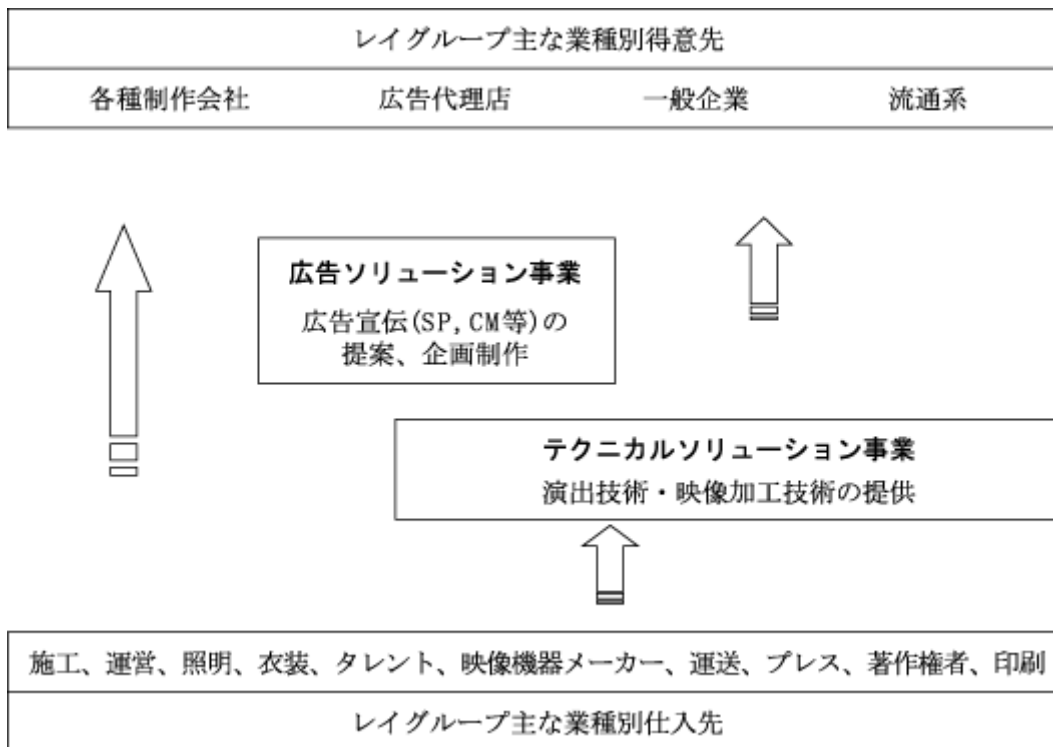 レイグループ主な業種別得意先
各種制作会社 広告代理店 一般企業 流通系
広告ソリューション事業
広告宣伝(SP,CM等)の
提案、企画制作
テクニカルソリューション事業
演出技術・映像加工技術の提供
施工、運営、照明、衣装、タレント、映像機器メーカー、運送、プレス、著作権者、印刷
レイグループ主な業種別仕入先